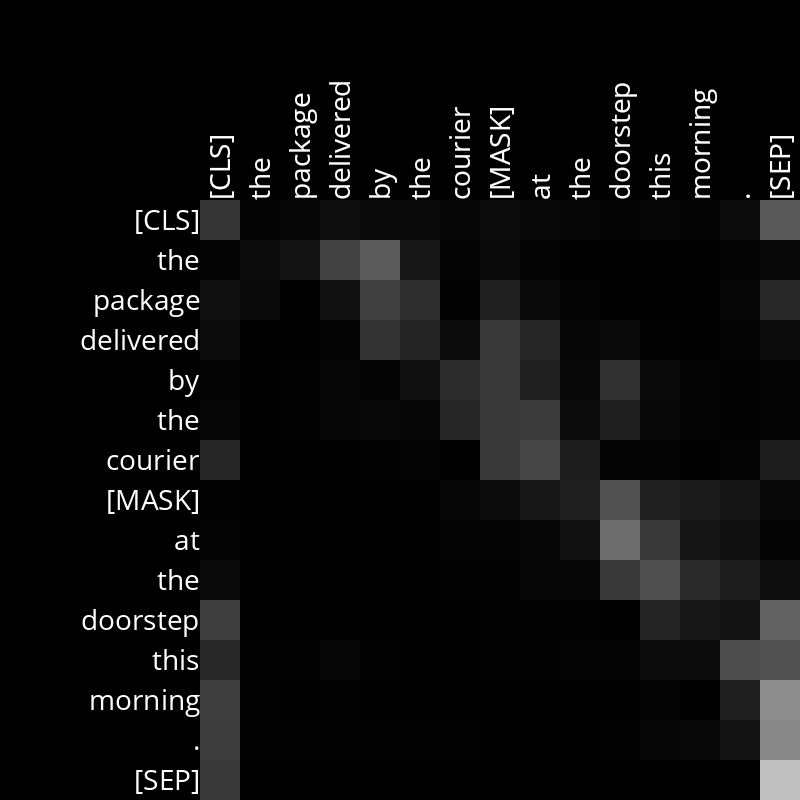 [CLS] the package delivered by the courier [MASK] at the doorstep this morning . [SEP]
[CLS]
the
package
delivered
by
the
courier
[MASK]
at
the
doorstep
this
morning
.
[SEP]